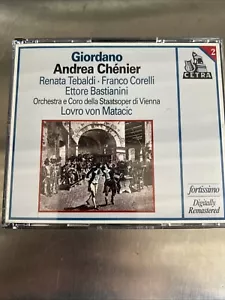 Giordano
Andrea Chénier
Renata Tebaldi · Franco Corelli
Ettore Bastianini
Orchestra e Coro della Staatsoper di Vienna
Lovro von Matacic
CETRA
2
fortissimo
Digitally
Remastered